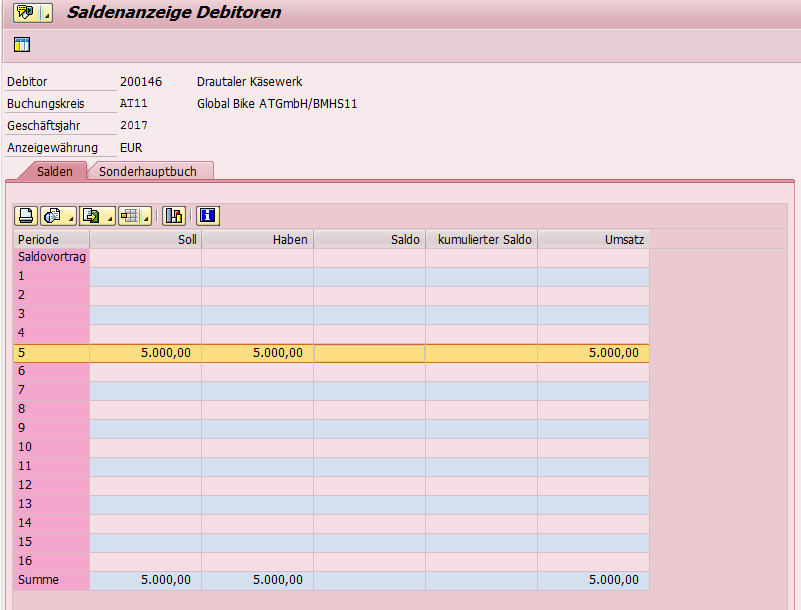 Saldenanzeige Debitoren
Debitor 200146 Drautaler Käsewerk
Buchungskreis AT11 Global Bike ATGmbH/BMHS11
Geschäftsjahr 2017
Anzeigewährung EUR
Salden Sonderhauptbuch
Periode Soll Haben Saldo kumulierter Saldo Umsatz
Saldovortrag
1
2
3
4
5 5.000,00 5.000,00 5.000,00
6
7
8
9
10
11
12
13
14
15
16
Summe 5.000,00 5.000,00 5.000,00